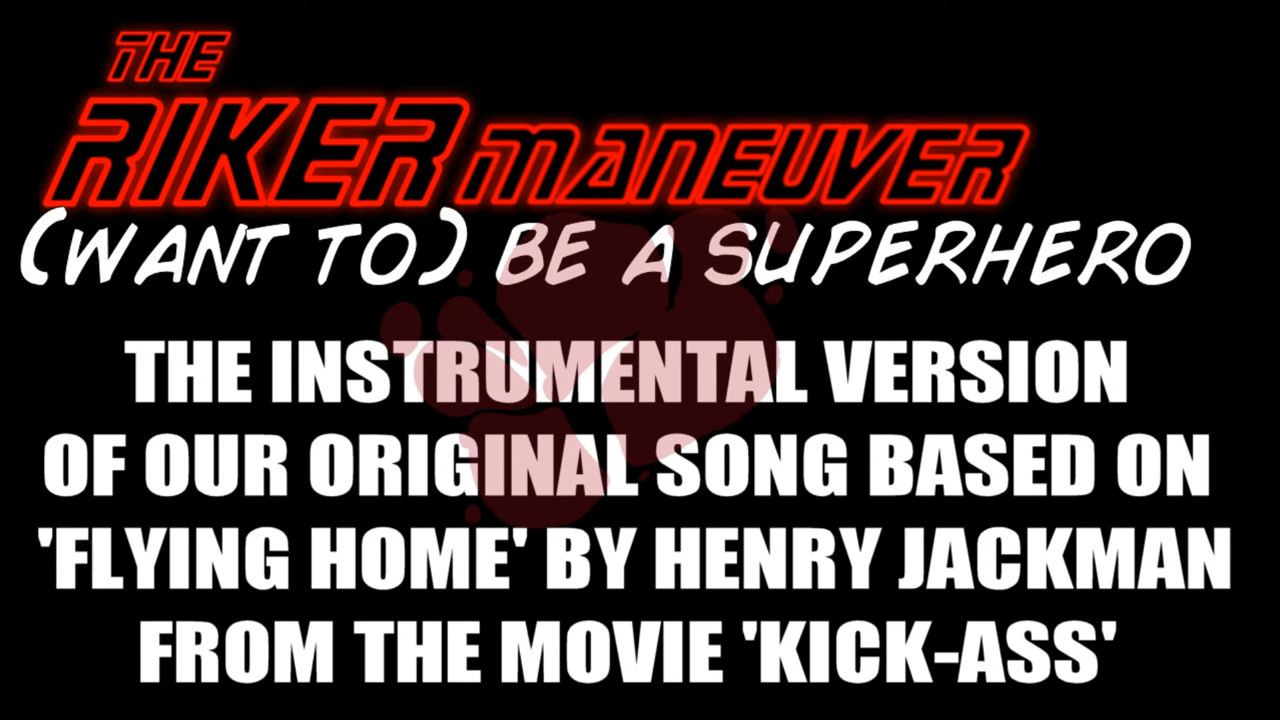 THE
RIKER MANEUVER
(WANT TO) BE A SUPERHERO
THE INSTRUMENTAL VERSION
OF OUR ORIGINAL SONG BASED ON
'FLYING HOME' BY HENRY JACKMAN
FROM THE MOVIE 'KICK-ASS'